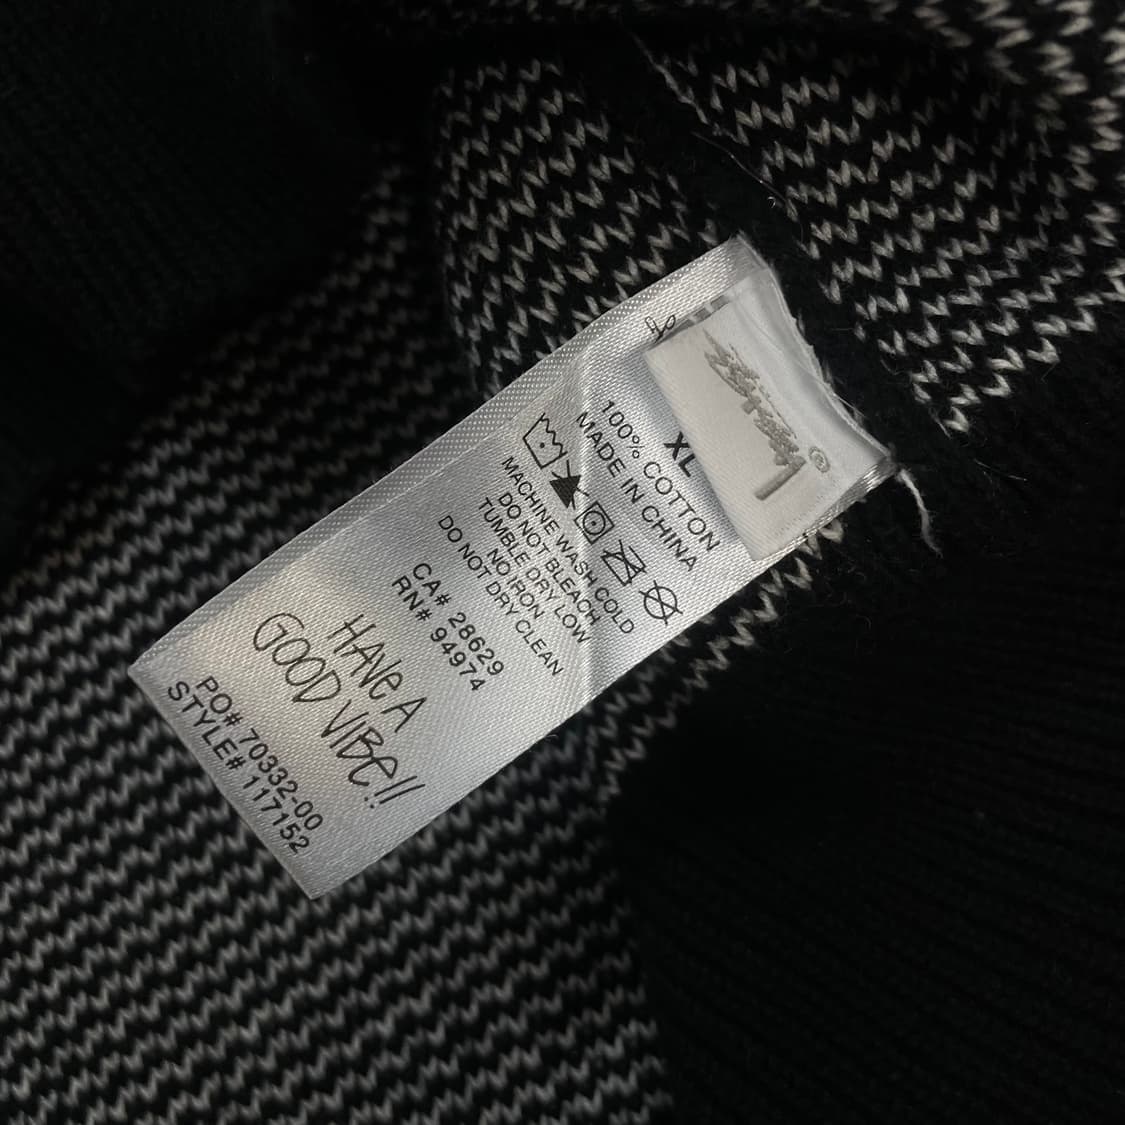 Stüssy ®
XL
100% COTTON
MADE IN CHINA
MACHINE WASH COLD
DO NOT BLEACH
TUMBLE DRY LOW
NO IRON
DO NOT DRY CLEAN
CA# 28629
RN# 94974
HAVe A
GOOD VIBe!!
PO# 70332-00
STYLE# 117152